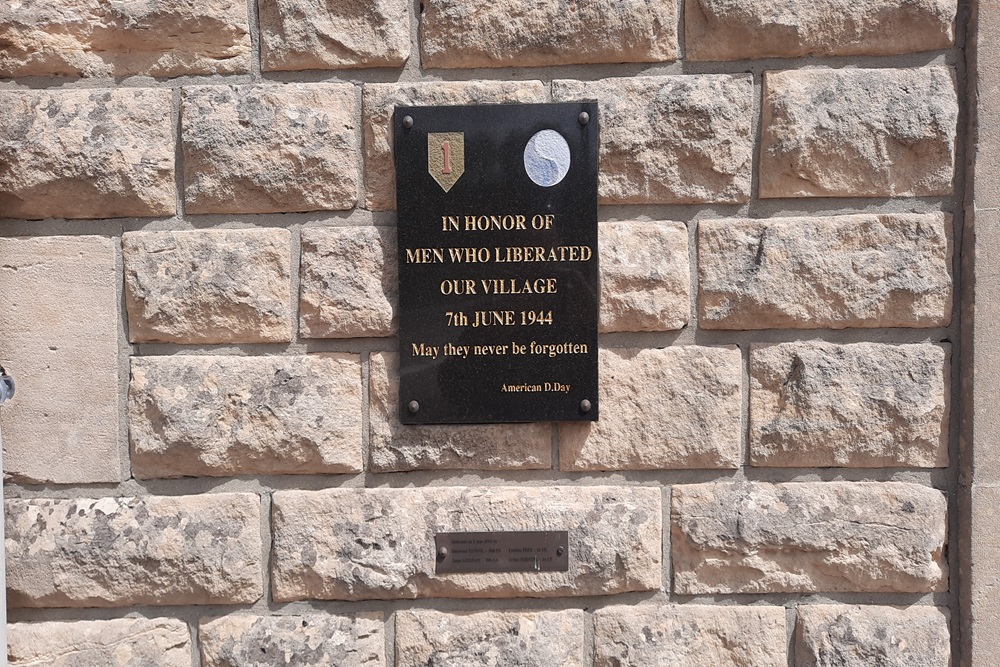 1
IN HONOR OF
MEN WHO LIBERATED
OUR VILLAGE
7th JUNE 1944
May they never be forgotten
American D.Day